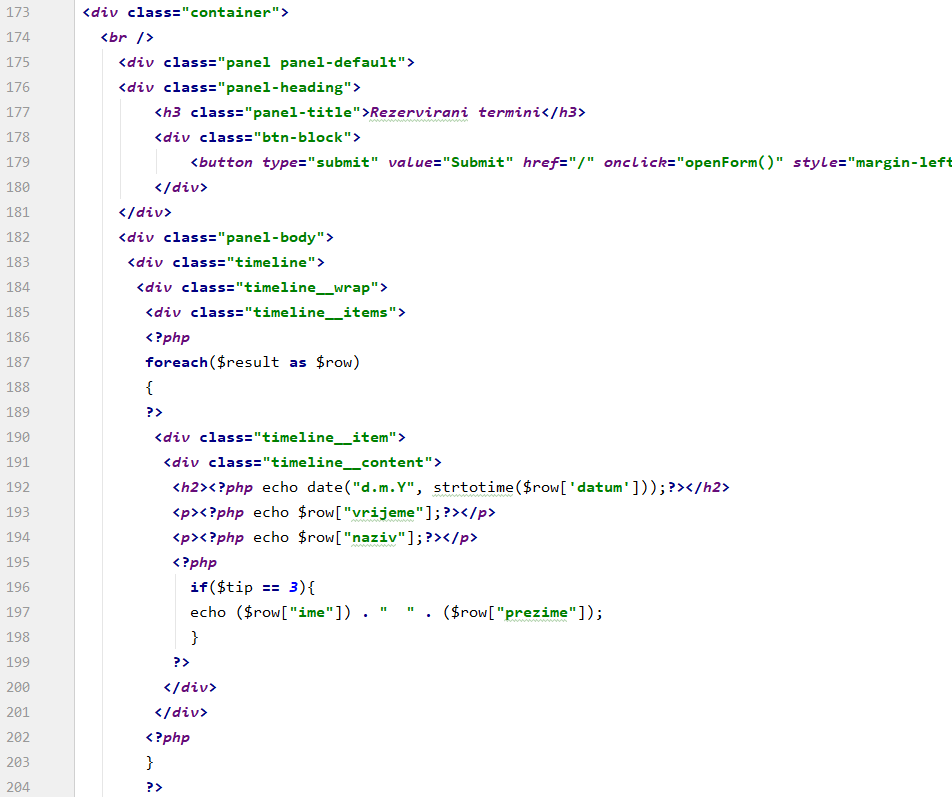 173 <div class="container">
174 <br />
175 <div class="panel panel-default">
176 <div class="panel-heading">
177 <h3 class="panel-title">Rezervirani termini</h3>
178 <div class="btn-block">
179 <button type="submit" value="Submit" href="/" onclick="openForm()" style="margin-left
180 </div>
181 </div>
182 <div class="panel-body">
183 <div class="timeline">
184 <div class="timeline__wrap">
185 <div class="timeline__items">
186 <?php
187 foreach($result as $row)
188 {
189 ?>
190 <div class="timeline__item">
191 <div class="timeline__content">
192 <h2><?php echo date("d.m.Y", strtotime($row['datum']));?></h2>
193 <p><?php echo $row["vrijeme"];?></p>
194 <p><?php echo $row["naziv"];?></p>
195 <?php
196 if($tip == 3){
197 echo ($row["ime"]) . "  " . ($row["prezime"]);
198 }
199 ?>
200 </div>
201 </div>
202 <?php
203 }
204 ?>